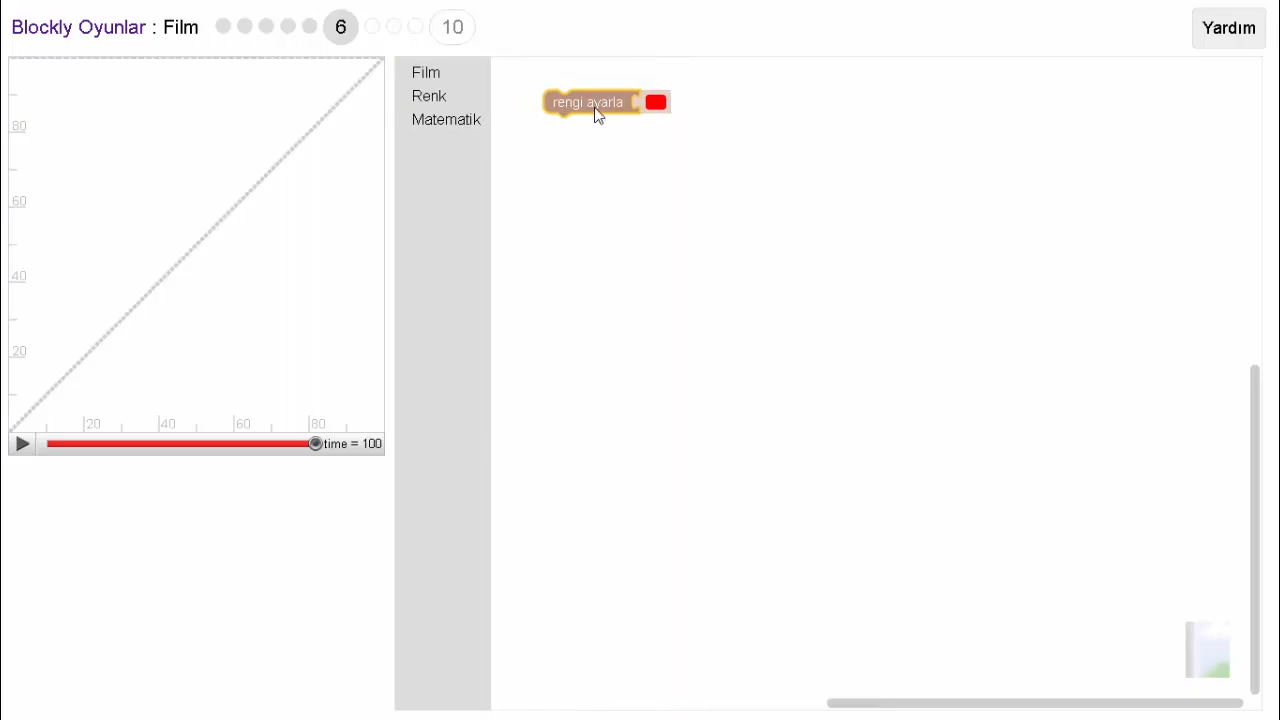 Blockly Oyunlar : Film
6
10
Yardım
Film
Renk
Matematik
rengi ayarla
80
60
40
20
20
40
60
80
time = 100